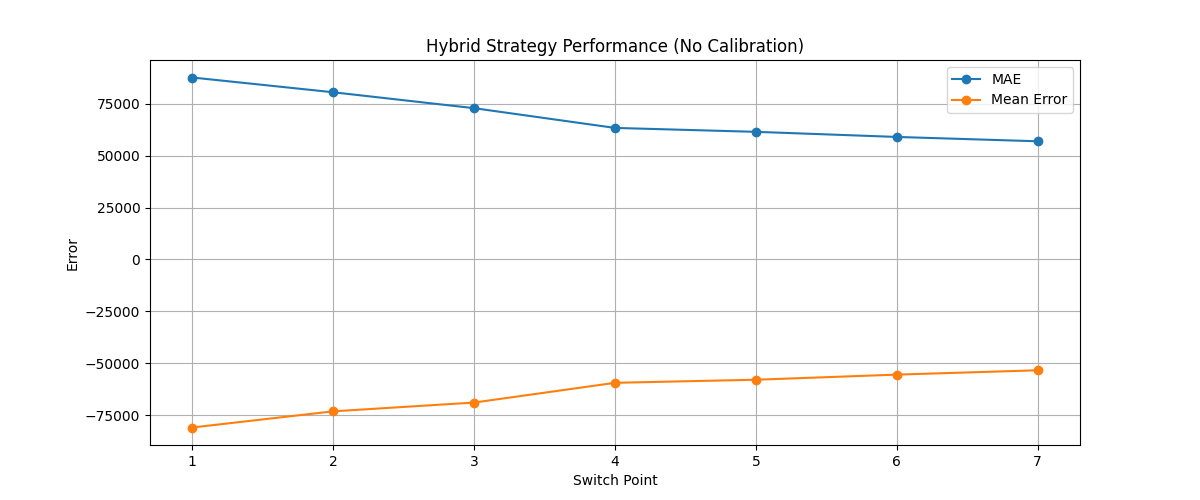 Hybrid Strategy Performance (No Calibration)
MAE
Mean Error
75000
50000
25000
0
−25000
−50000
−75000
Error
1 2 3 4 5 6 7
Switch Point